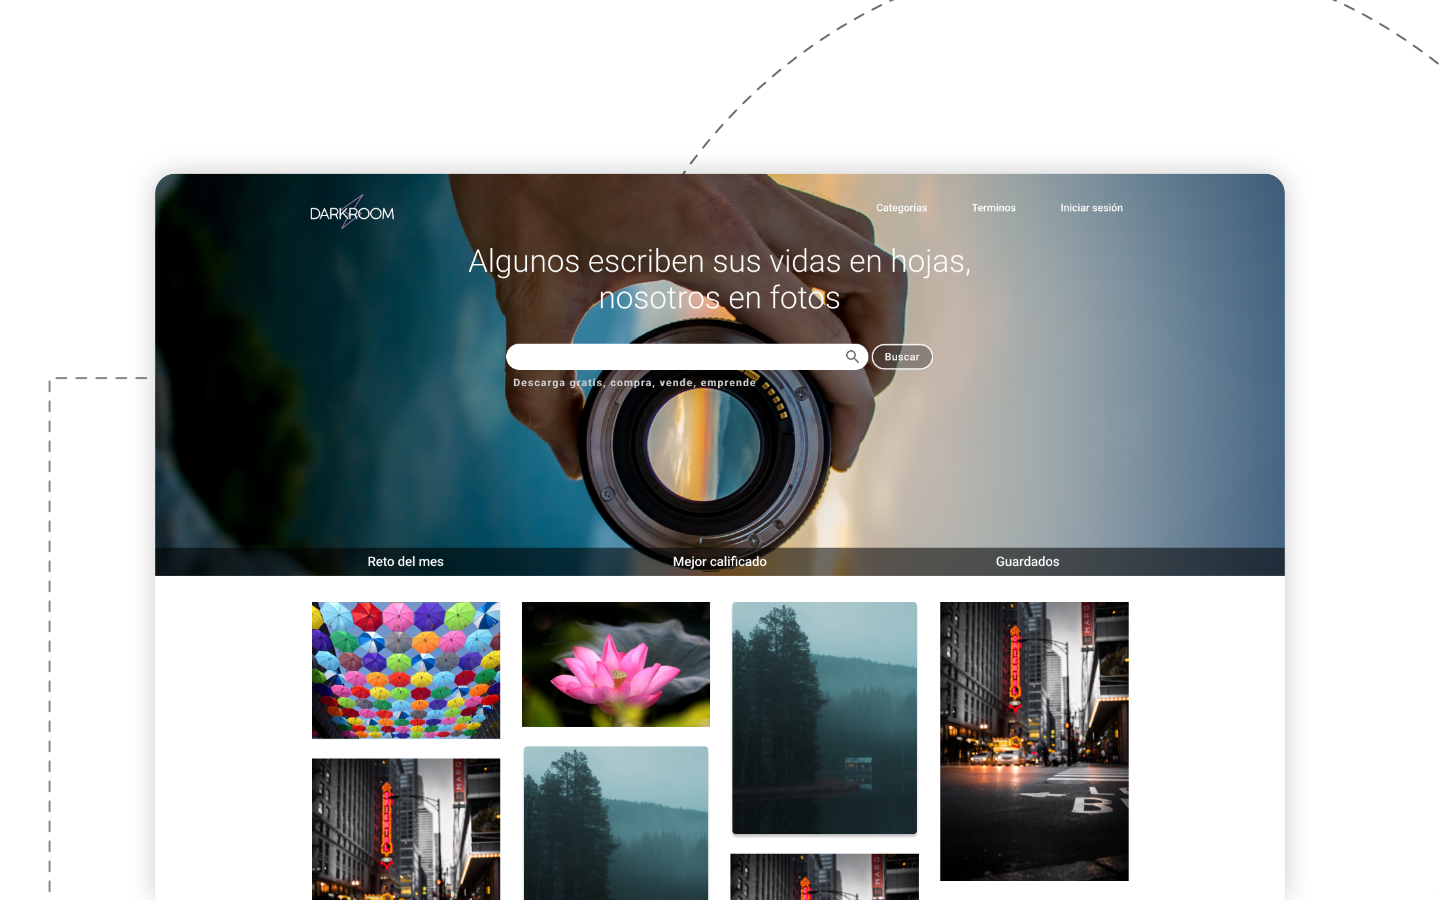 DARKROOM
Categorías
Terminos
Iniciar sesión
Algunos escriben sus vidas en hojas,
nosotros en fotos
Buscar
Descarga gratis, compra, vende, emprende
Reto del mes
Mejor calificado
Guardados